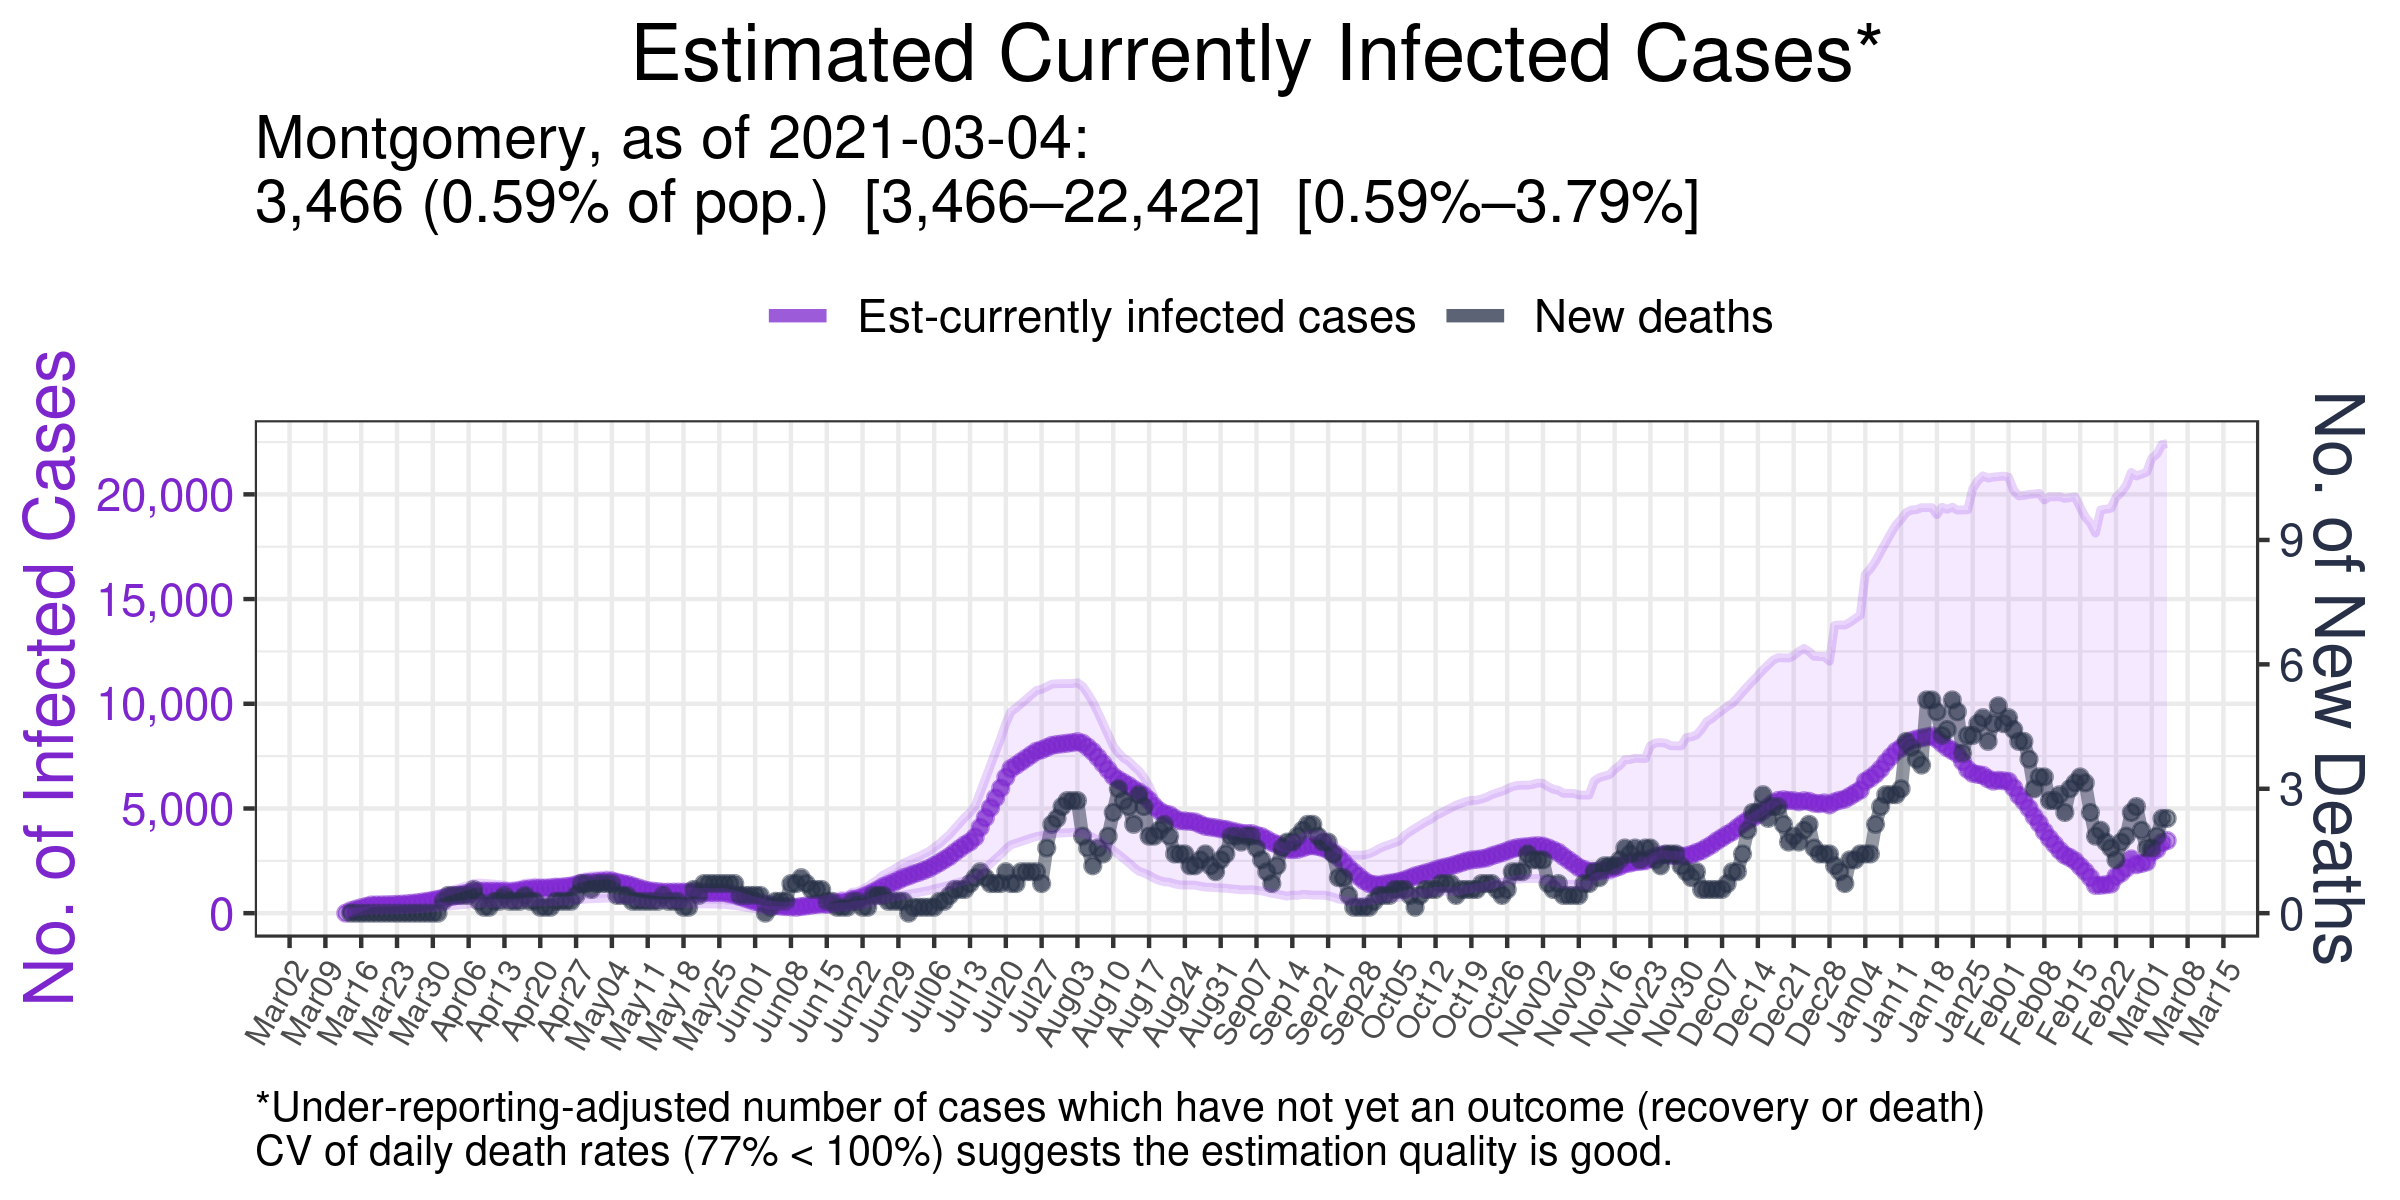 Estimated Currently Infected Cases*
Montgomery, as of 2021-03-04:
3,466 (0.59% of pop.) [3,466–22,422] [0.59%–3.79%]
Est-currently infected cases
New deaths
No. of Infected Cases
20,000
15,000
10,000
5,000
0
9
6
3
0
No. of New Deaths
Mar02
Mar09
Mar16
Mar23
Mar30
Apr06
Apr13
Apr20
Apr27
May04
May11
May18
May25
Jun01
Jun08
Jun15
Jun22
Jun29
Jul06
Jul13
Jul20
Jul27
Aug03
Aug10
Aug17
Aug24
Aug31
Sep07
Sep14
Sep21
Sep28
Oct05
Oct12
Oct19
Oct26
Nov02
Nov09
Nov16
Nov23
Nov30
Dec07
Dec14
Dec21
Dec28
Jan04
Jan11
Jan18
Jan25
Feb01
Feb08
Feb15
Feb22
Mar01
Mar08
Mar15
*Under-reporting-adjusted number of cases which have not yet an outcome (recovery or death)
CV of daily death rates (77% < 100%) suggests the estimation quality is good.